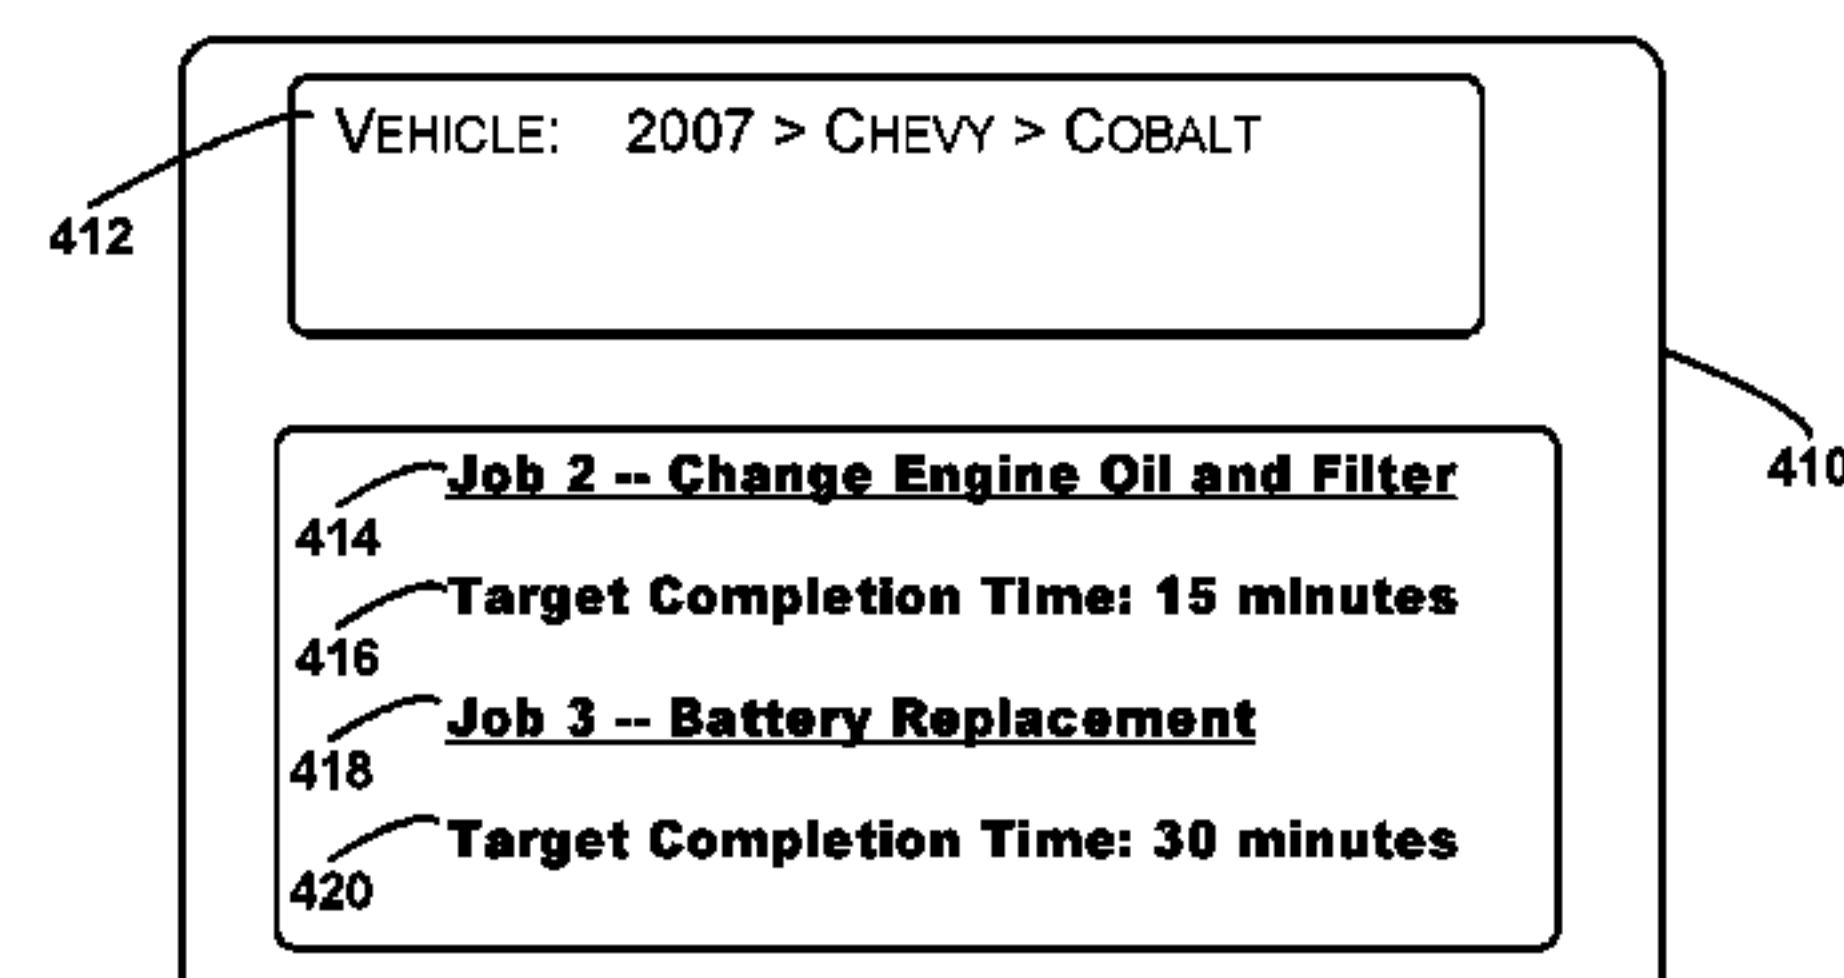 VEHICLE: 2007 > CHEVY > COBALT
412
410
Job 2 -- Change Engine Oil and Filter
414
Target Completion Time: 15 minutes
416
Job 3 -- Battery Replacement
418
Target Completion Time: 30 minutes
420